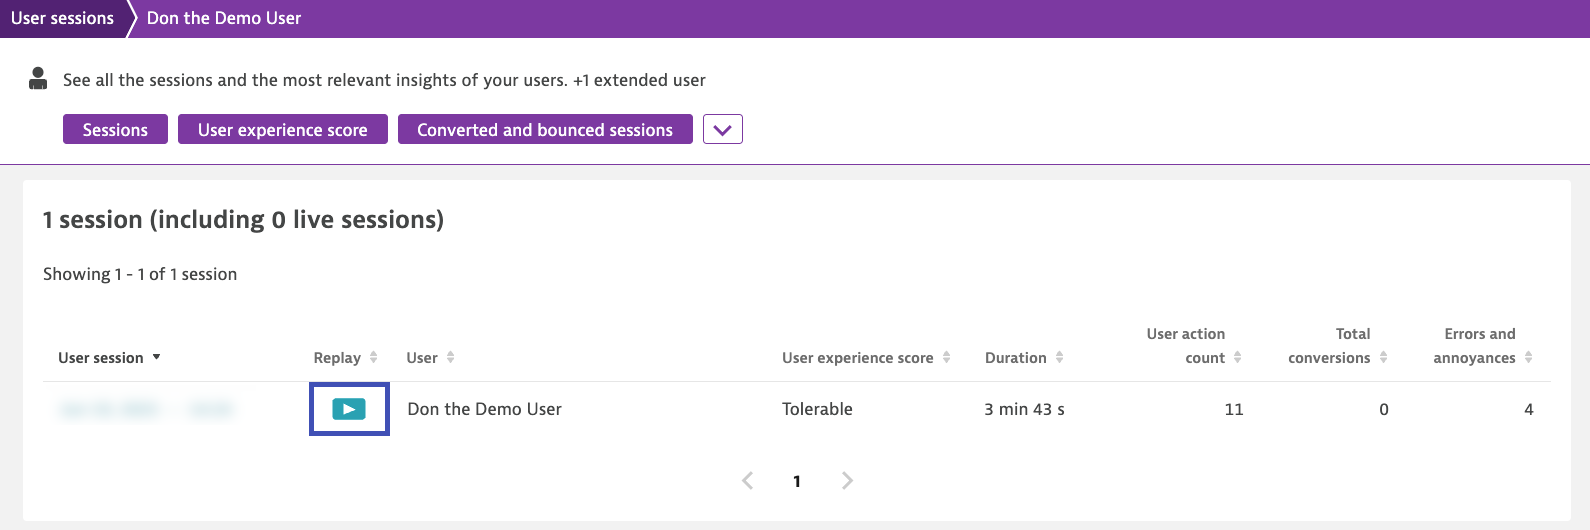 User sessions Don the Demo User
See all the sessions and the most relevant insights of your users. +1 extended user
Sessions User experience score Converted and bounced sessions
1 session (including 0 live sessions)
Showing 1 - 1 of 1 session
User session Replay User User experience score Duration User action count Total conversions Errors and annoyances
Don the Demo User Tolerable 3 min 43 s 11 0 4
1